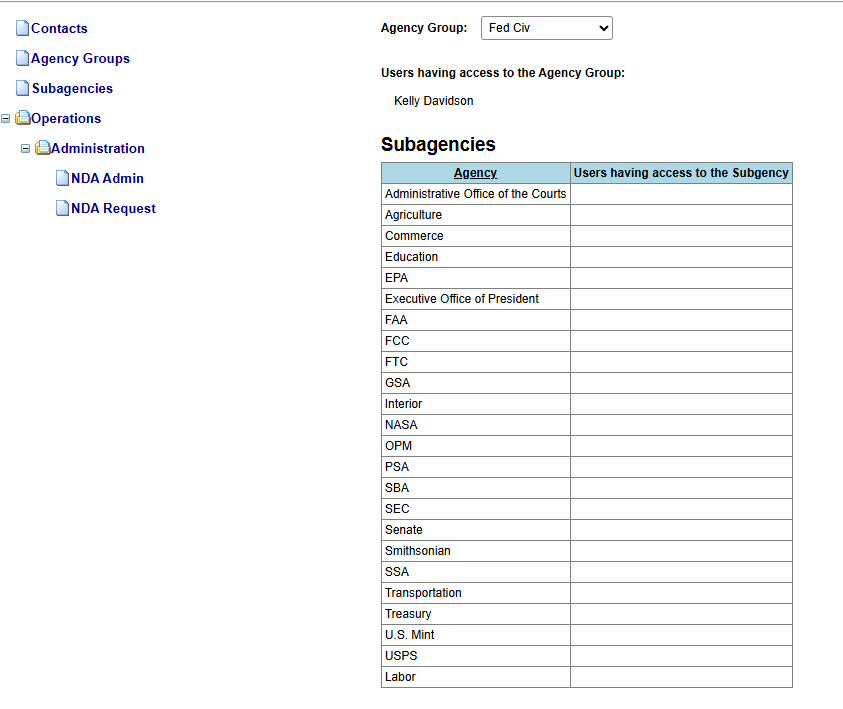 Contacts
Agency Groups
Subagencies
Operations
Administration
NDA Admin
NDA Request
Agency Group: Fed Civ
Users having access to the Agency Group:
Kelly Davidson
Subagencies
Agency Users having access to the Subgency
Administrative Office of the Courts
Agriculture
Commerce
Education
EPA
Executive Office of President
FAA
FCC
FTC
GSA
Interior
NASA
OPM
PSA
SBA
SEC
Senate
Smithsonian
SSA
Transportation
Treasury
U.S. Mint
USPS
Labor